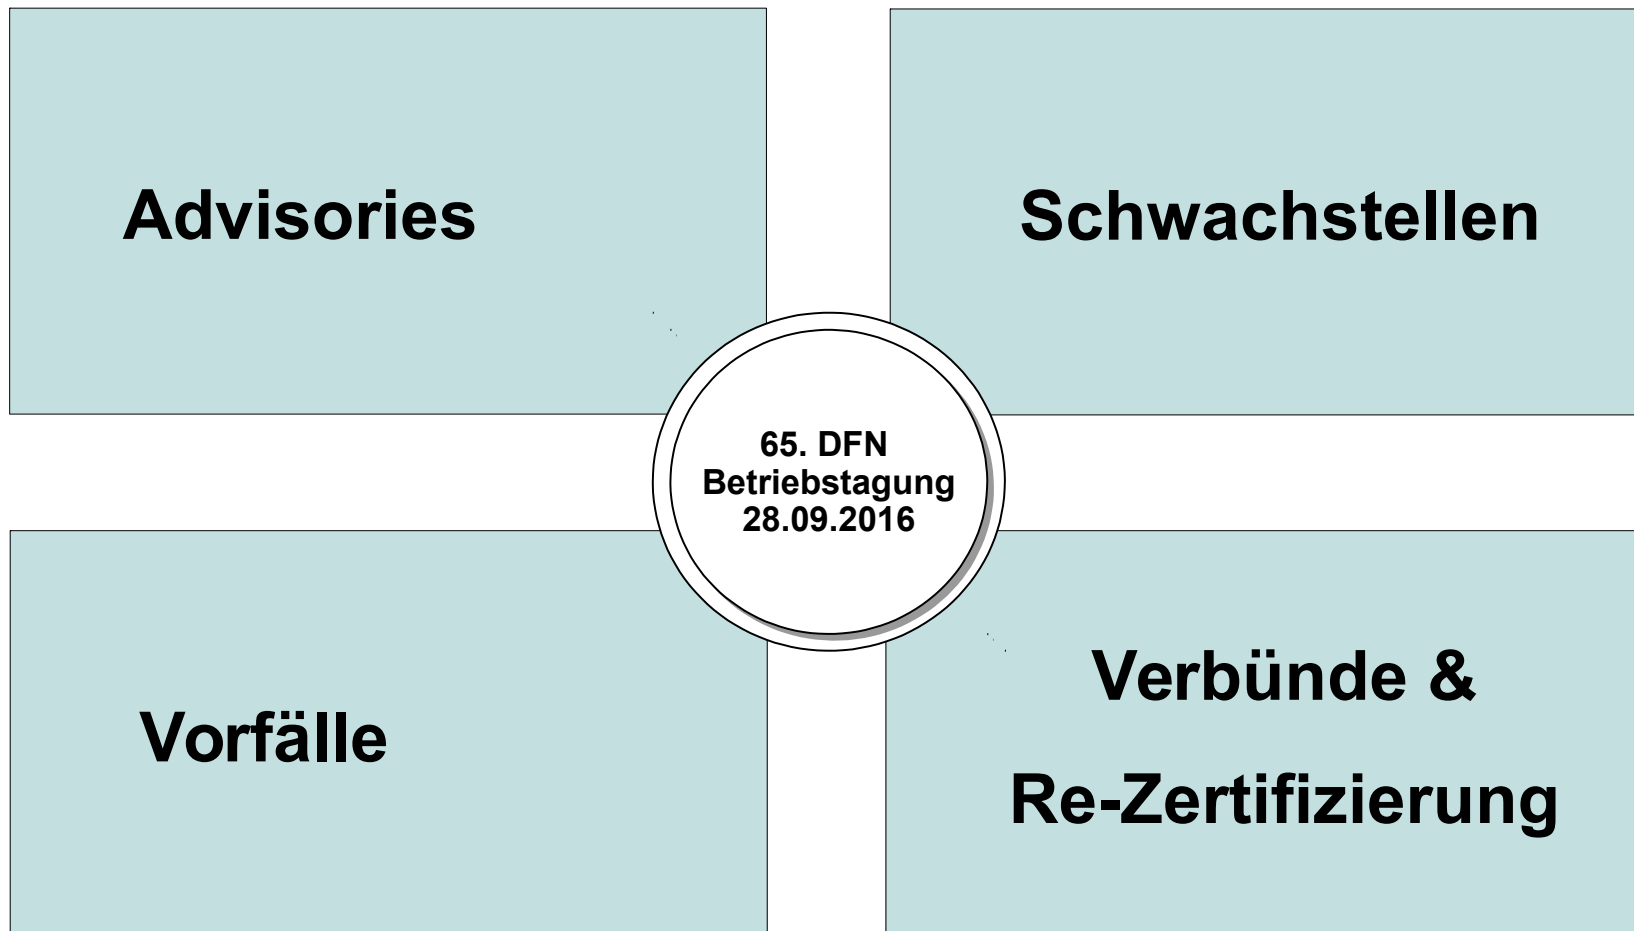 Advisories
Schwachstellen
65. DFN
Betriebstagung
28.09.2016
Vorfälle
Verbünde &
Re-Zertifizierung